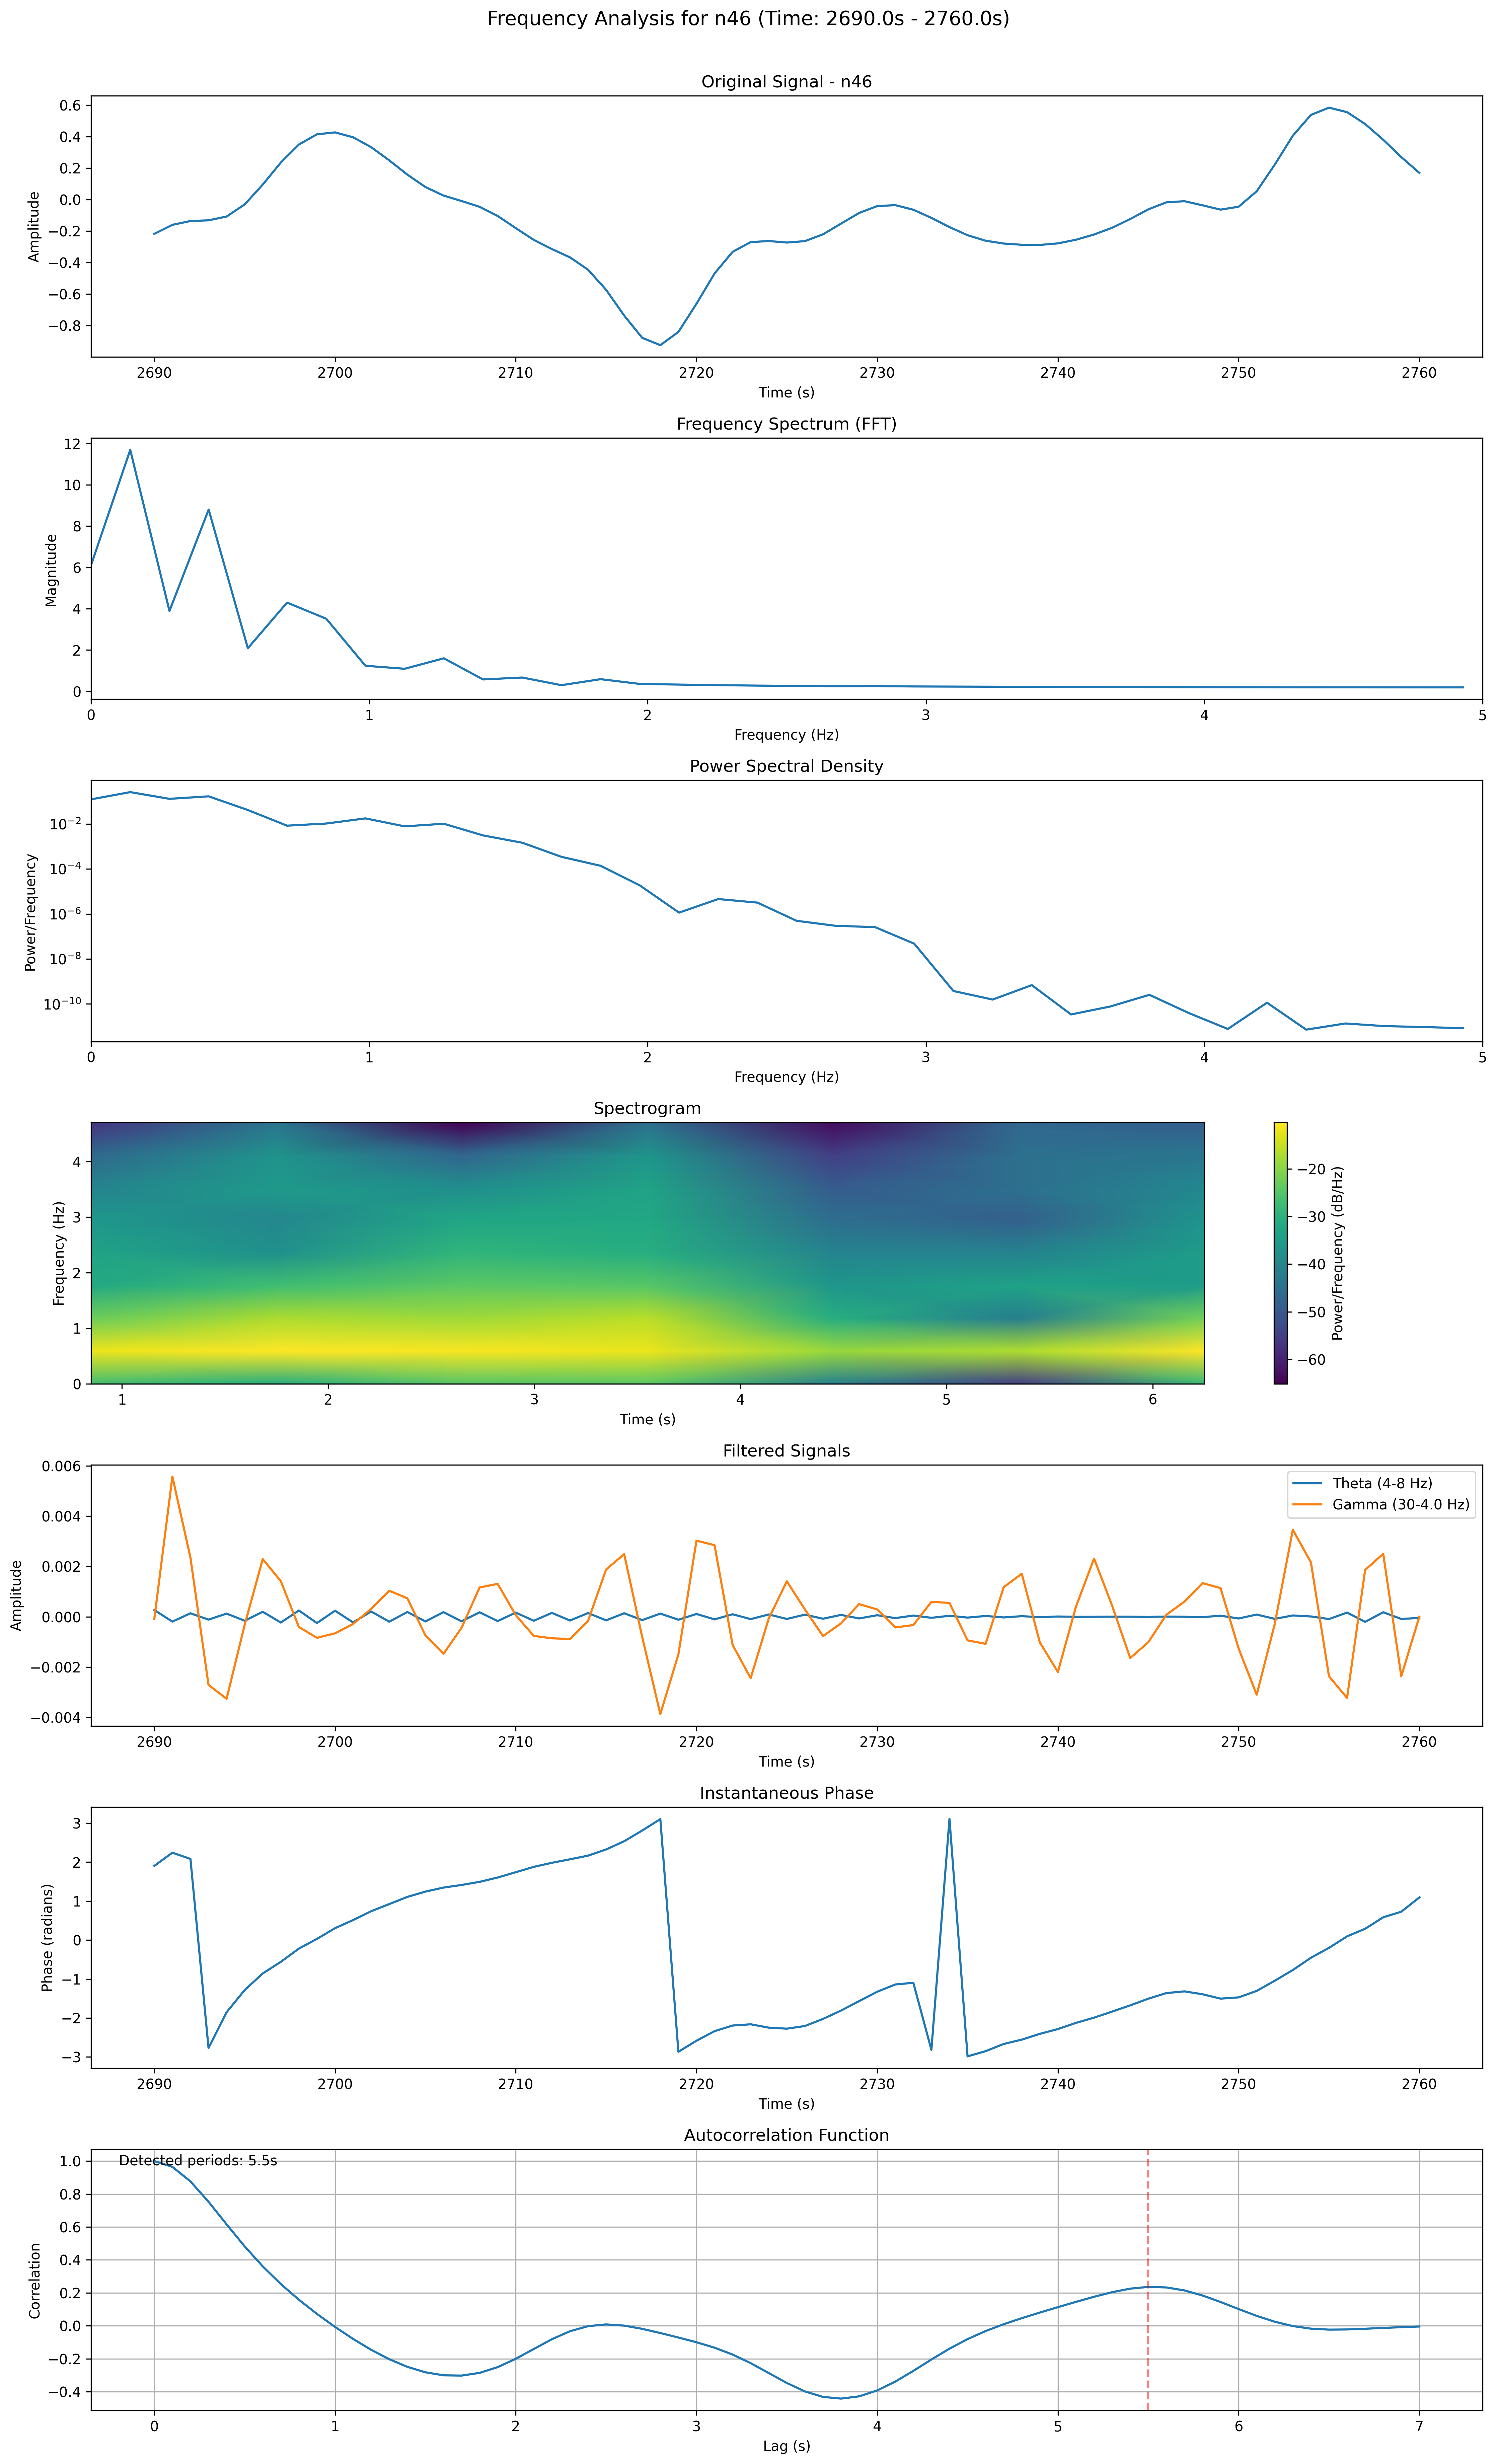 Frequency Analysis for n46 (Time: 2690.0s - 2760.0s)
Original Signal - n46
0.6
0.4
0.2
0.0
−0.2
−0.4
−0.6
−0.8
Amplitude
2690 2700 2710 2720 2730 2740 2750 2760
Time (s)
Frequency Spectrum (FFT)
12
10
8
6
4
2
0
Magnitude
0 1 2 3 4 5
Frequency (Hz)
Power Spectral Density
10⁻²
10⁻⁴
10⁻⁶
10⁻⁸
10⁻¹⁰
Power/Frequency
0 1 2 3 4 5
Frequency (Hz)
Spectrogram
4
3
2
1
0
Frequency (Hz)
1 2 3 4 5 6
Time (s)
−20
−30
−40
−50
−60
Power/Frequency (dB/Hz)
Filtered Signals
Theta (4-8 Hz)
Gamma (30-4.0 Hz)
0.006
0.004
0.002
0.000
−0.002
−0.004
Amplitude
2690 2700 2710 2720 2730 2740 2750 2760
Time (s)
Instantaneous Phase
3
2
1
0
−1
−2
−3
Phase (radians)
2690 2700 2710 2720 2730 2740 2750 2760
Time (s)
Autocorrelation Function
Detected periods: 5.5s
1.0
0.8
0.6
0.4
0.2
0.0
−0.2
−0.4
Correlation
0 1 2 3 4 5 6 7
Lag (s)